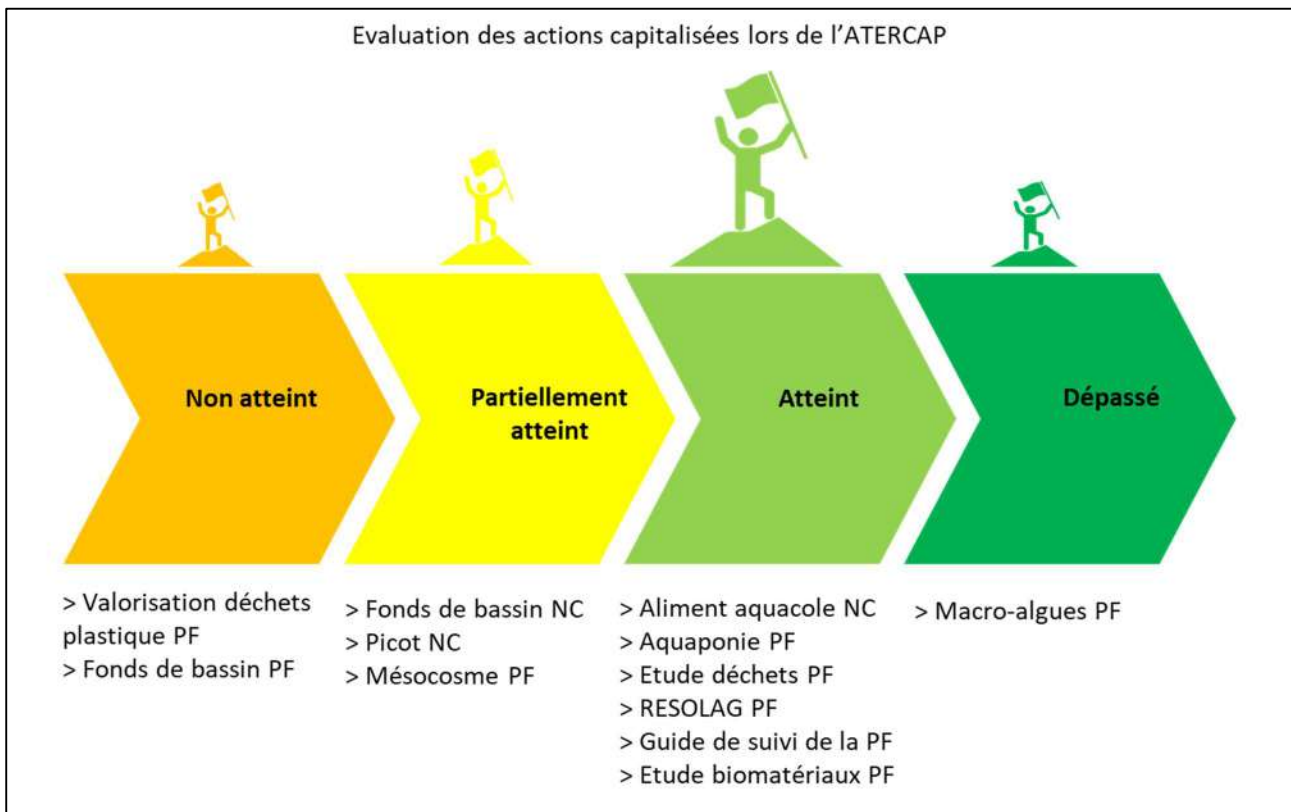 Evaluation des actions capitalisées lors de l'ATERCAP
Non atteint
Partiellement
atteint
Atteint
Dépassé
> Valorisation déchets
plastique PF
> Fonds de bassin PF
> Fonds de bassin NC
> Picot NC
> Mésocosme PF
> Aliment aquacole NC
> Aquaponie PF
> Etude déchets PF
> RESOLAG PF
> Guide de suivi de la PF
> Etude biomatériaux PF
> Macro-algues PF